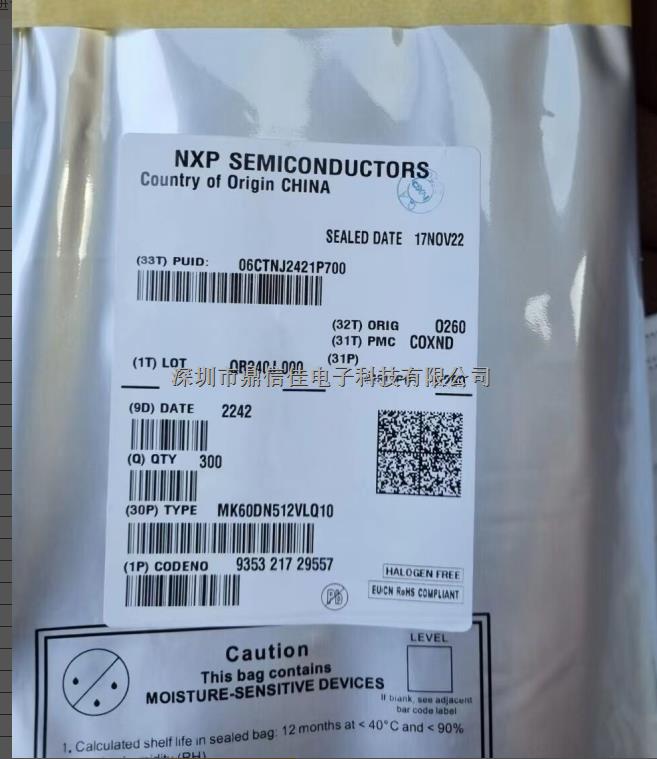 NXP SEMICONDUCTORS
Country of Origin CHINA
SEALED DATE 17NOV22
(33T) PUID: 06CTNJ2421P700
(32T) ORIG 0260
(31T) PMC COXND
(31P)
(1T) LOT
深圳市鼎信佳电子科技有限公司
(9D) DATE 2242
(Q) QTY 300
(30P) TYPE MK60DN512VLQ10
(1P) CODENO 9353 217 29557
HALOGEN FREE
Pb
EU/CN RoHS COMPLIANT
LEVEL
Caution
This bag contains
MOISTURE-SENSITIVE DEVICES
If blank, see adjacent
bar code label
1. Calculated shelf life in sealed bag: 12 months at < 40°C and < 90%
(RH)